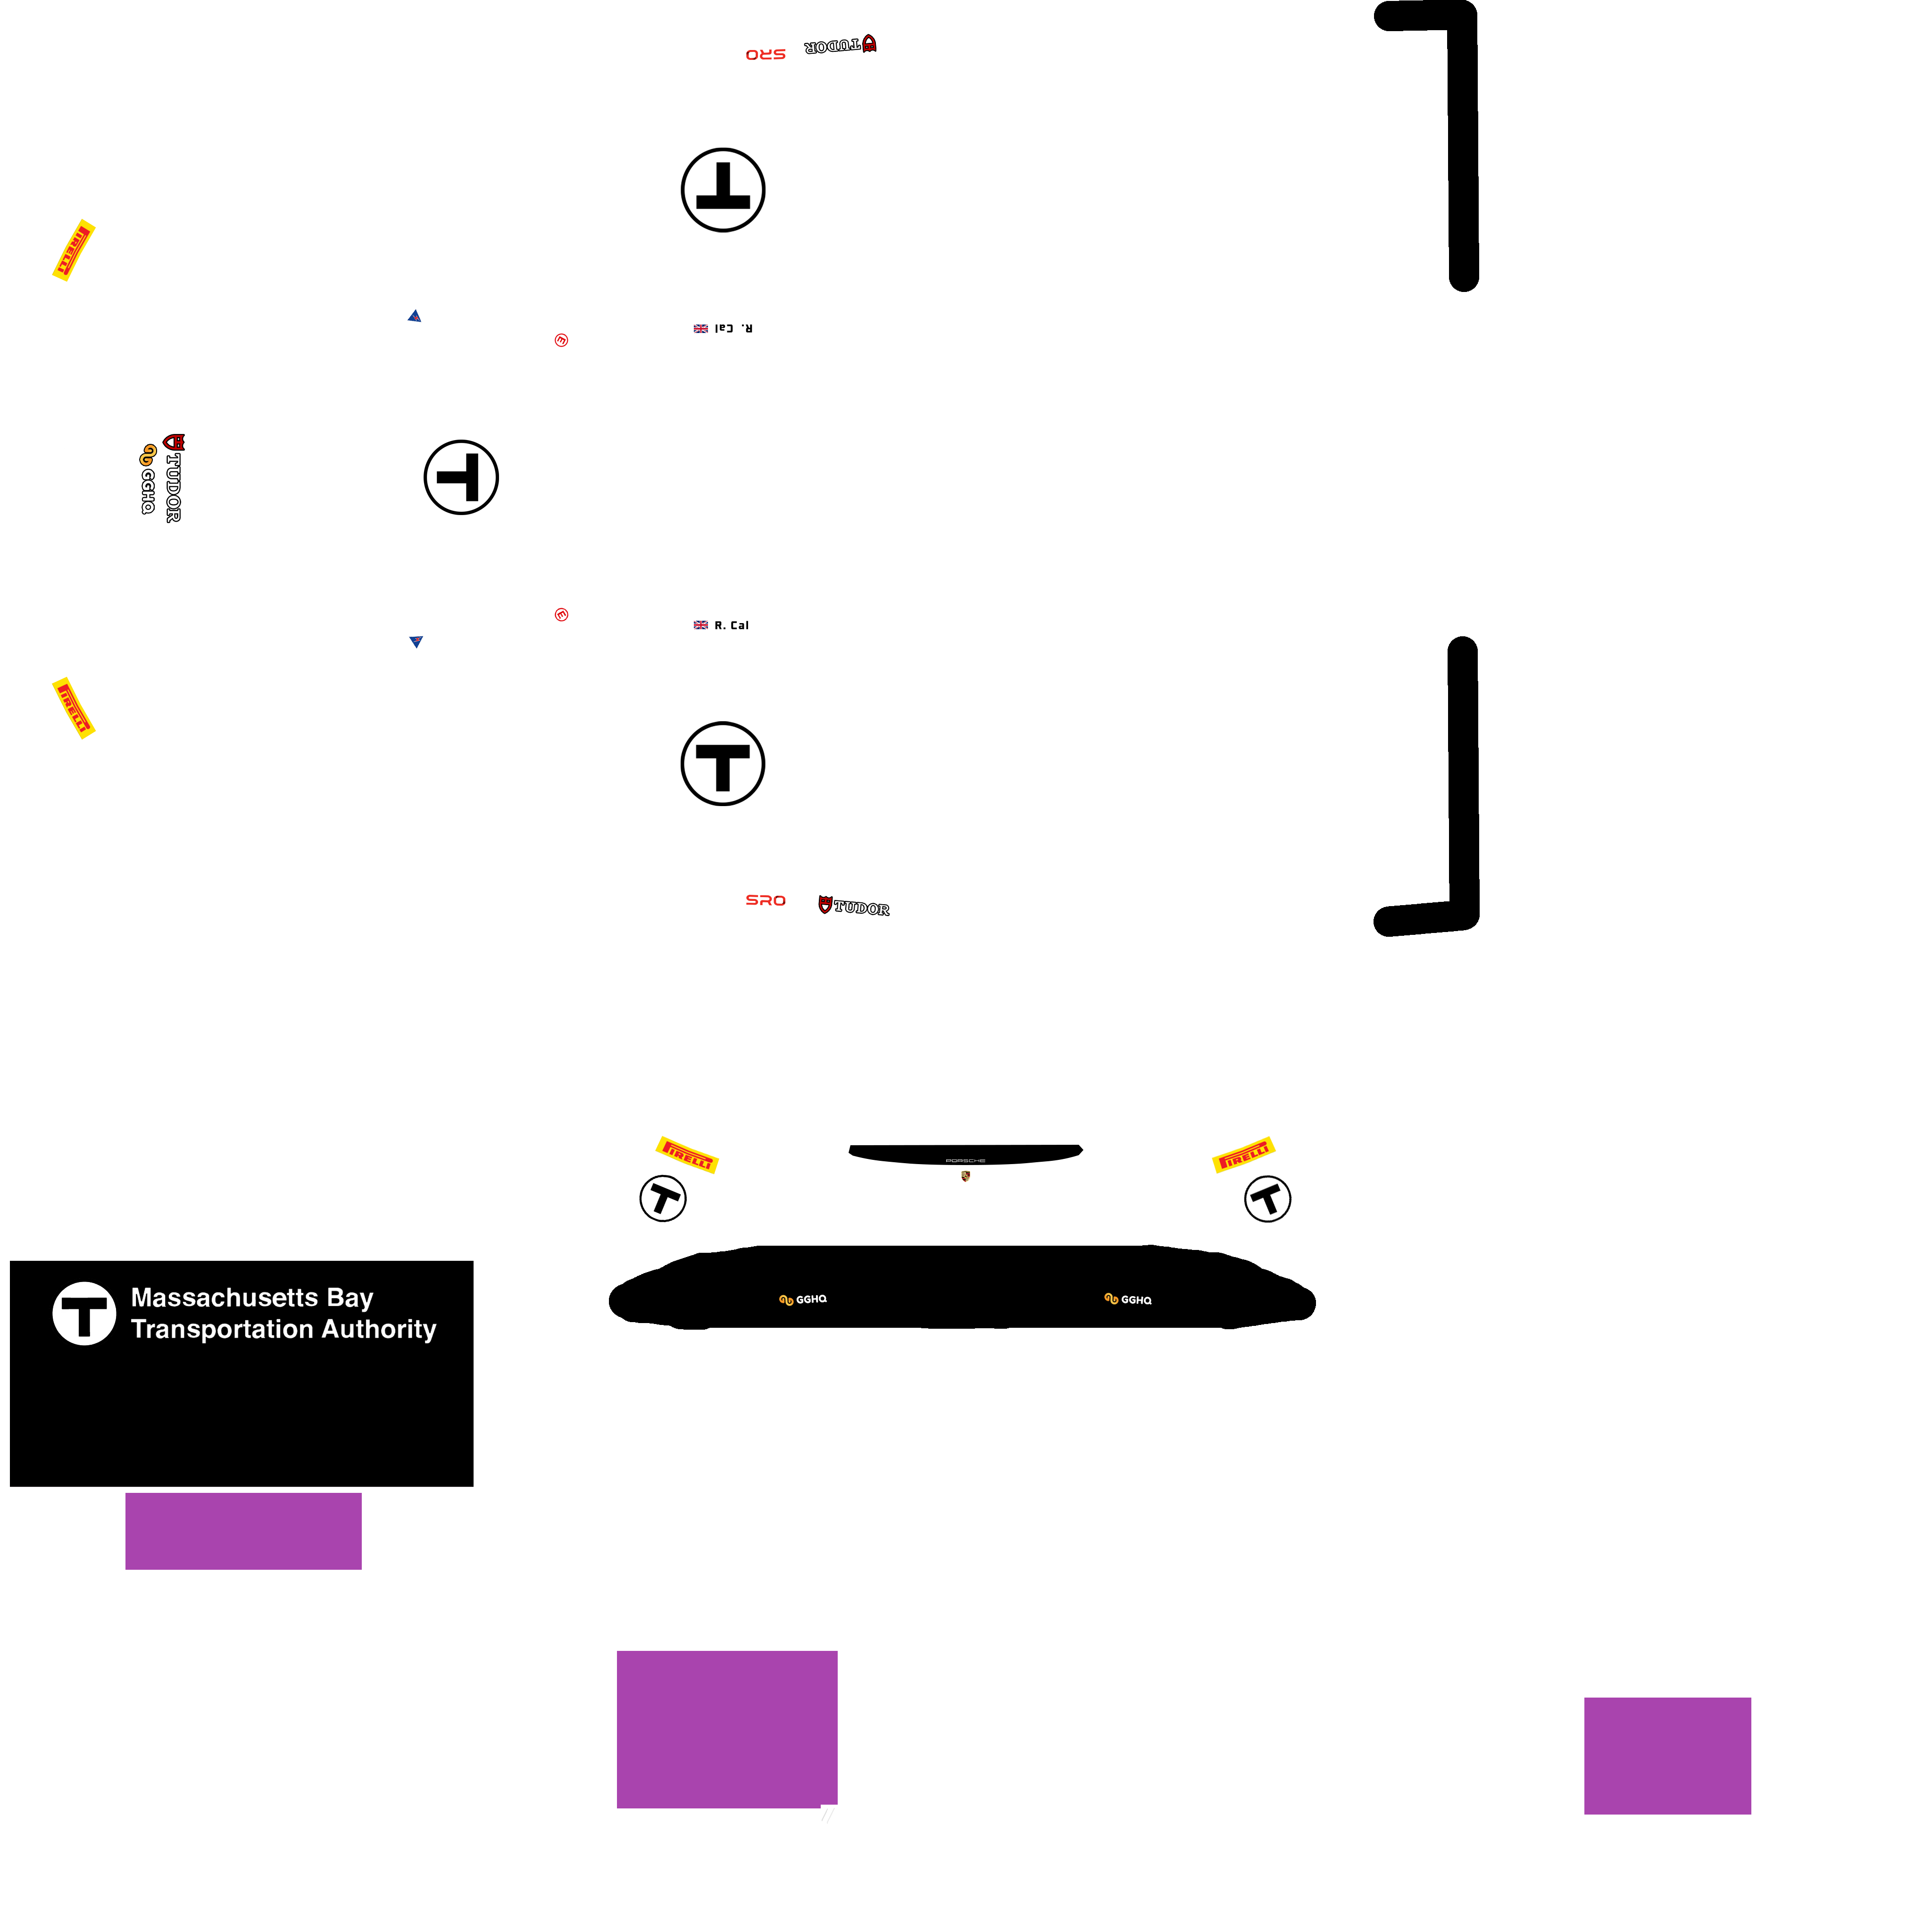 SRO
TUDOR
T
PIRELLI
E
R. Cal
TUDOR
GGHQ
T
E
R. Cal
PIRELLI
T
SRO
TUDOR
PIRELLI
PORSCHE
PIRELLI
T
T
GGHQ
GGHQ
T
Massachusetts Bay
Transportation Authority